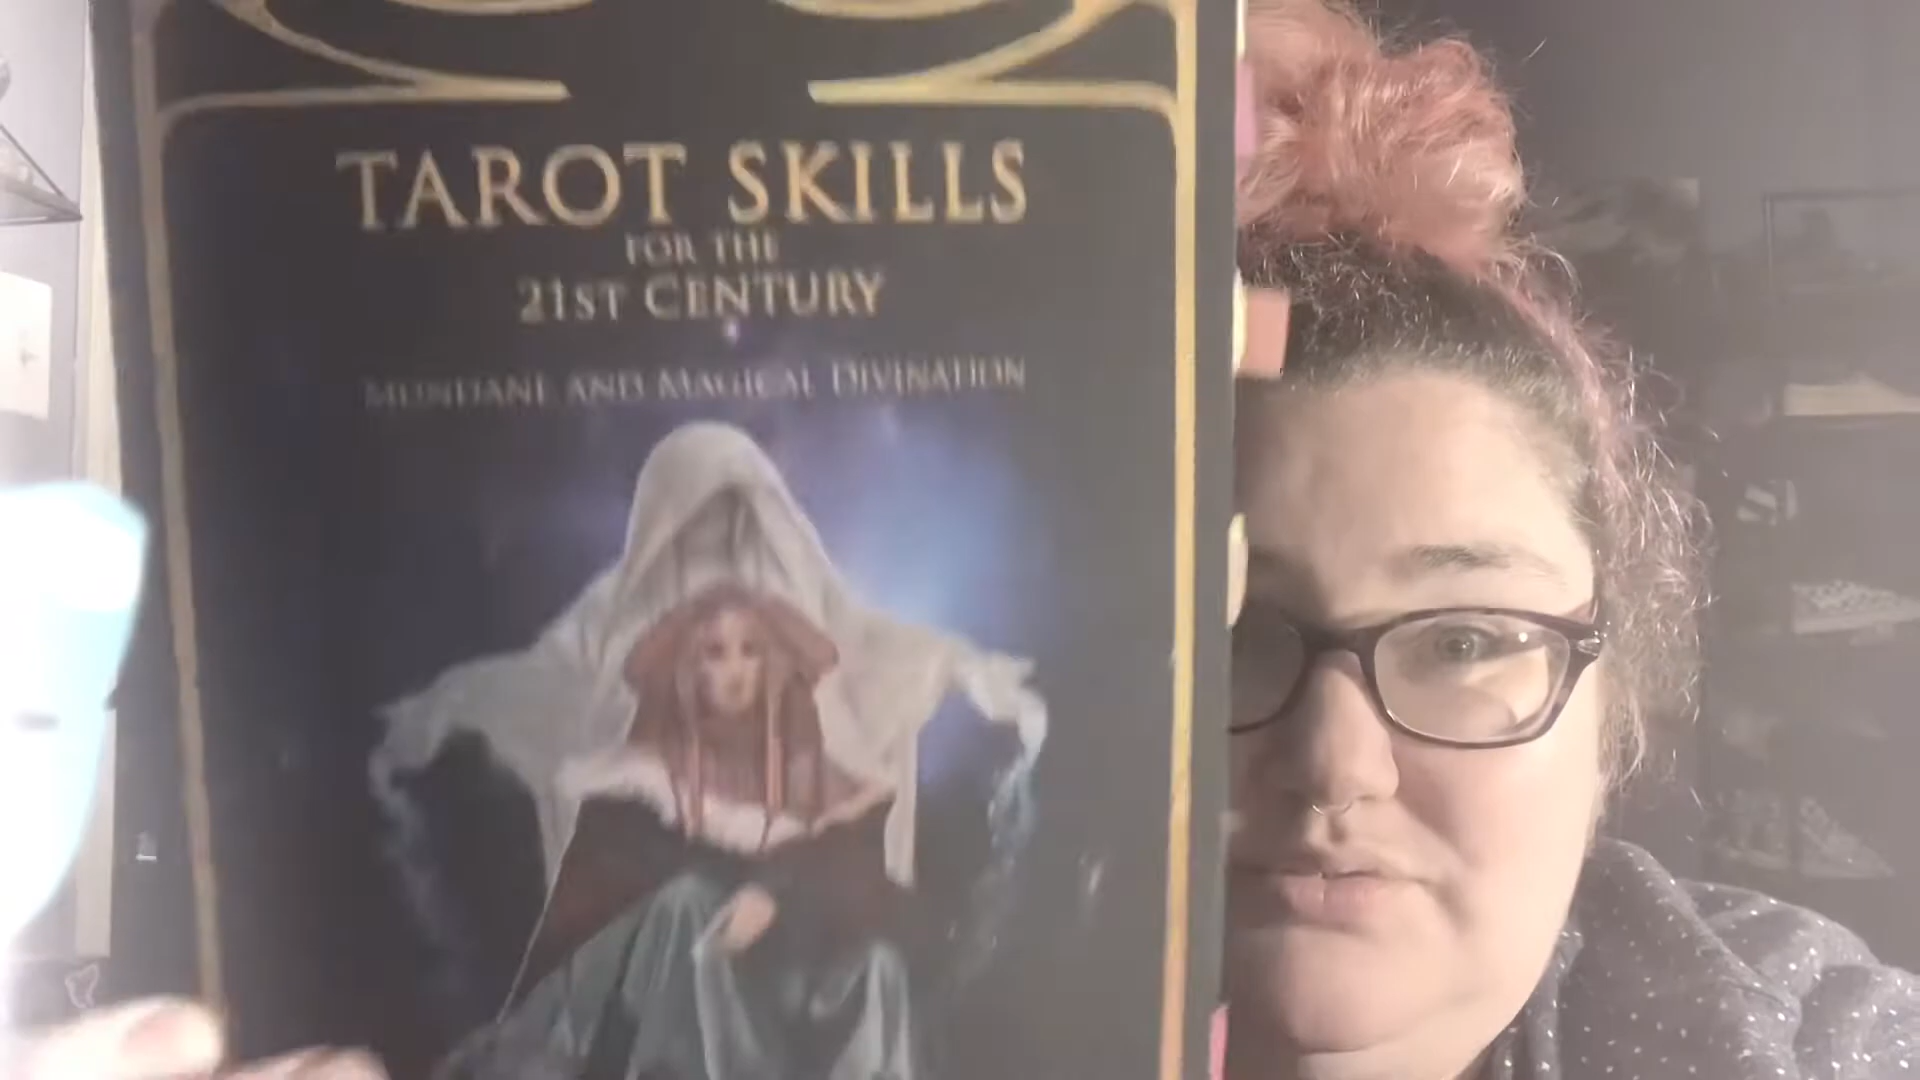 TAROT SKILLS
FOR THE
21ST CENTURY
MUNDANE AND MAGICAL DIVINATION